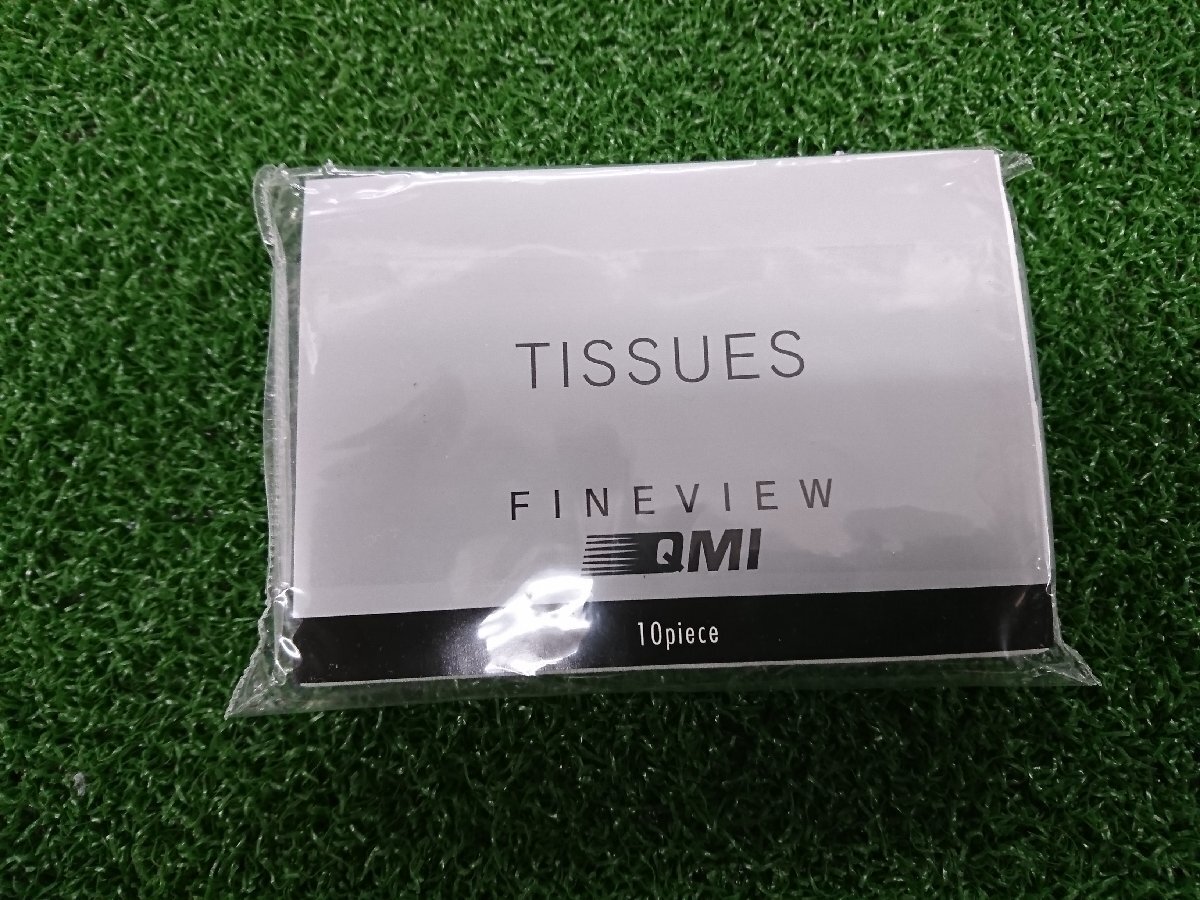 TISSUES
FINEVIEW
QMI
10piece